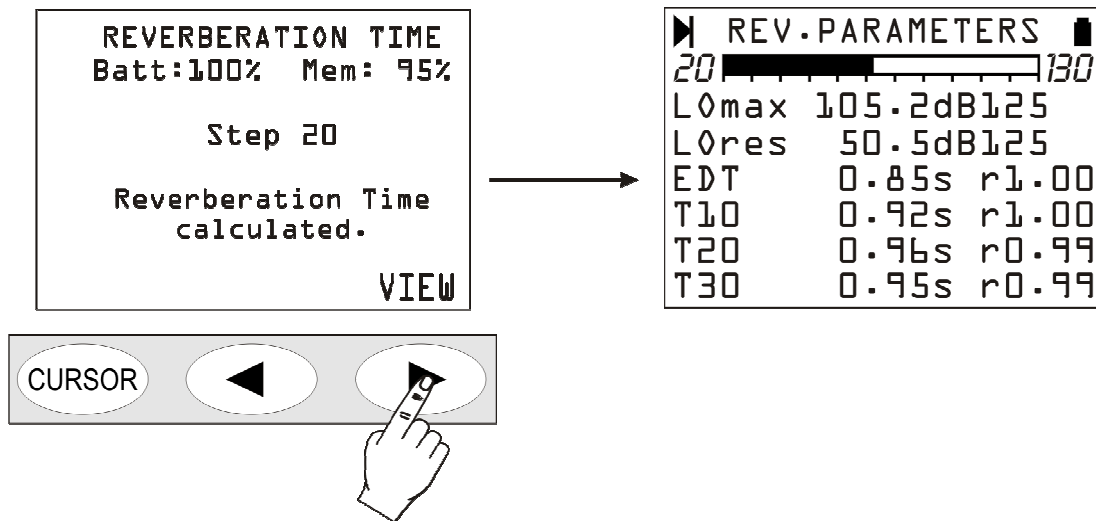 REVERBERATION TIME
Batt:100% Mem: 95%
Step 20
Reverberation Time
calculated.
VIEW
CURSOR
REV.PARAMETERS
20 130
L0max 105.2dB125
L0res 50.5dB125
EDT 0.85s r1.00
T10 0.92s r1.00
T20 0.96s r0.99
T30 0.95s r0.99